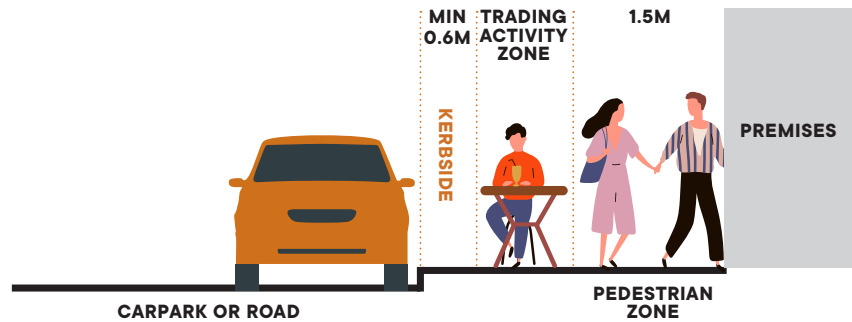 MIN
0.6M
TRADING
ACTIVITY
ZONE
1.5M
KERBSIDE
PREMISES
CARPARK OR ROAD
PEDESTRIAN
ZONE